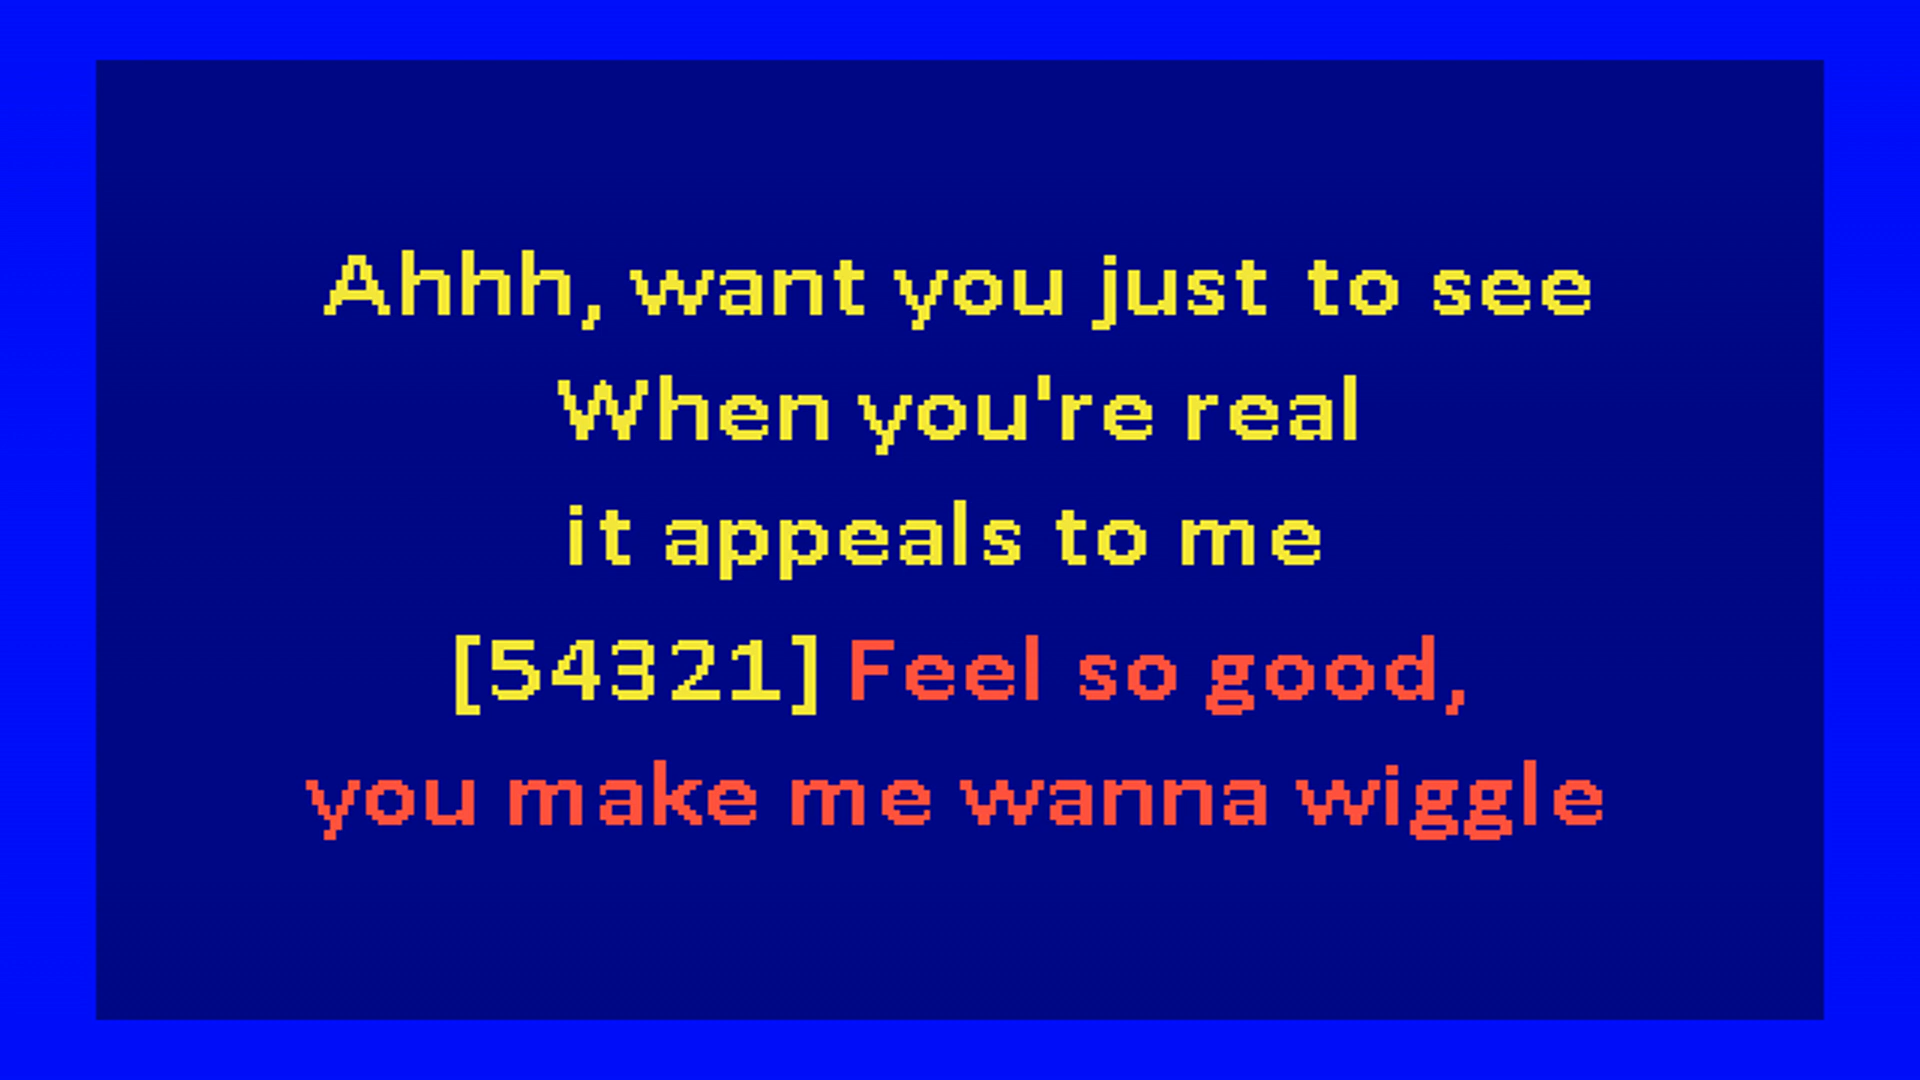 Ahhh, want you just to see
When you're real
it appeals to me
[54321] Feel so good,
you make me wanna wiggle